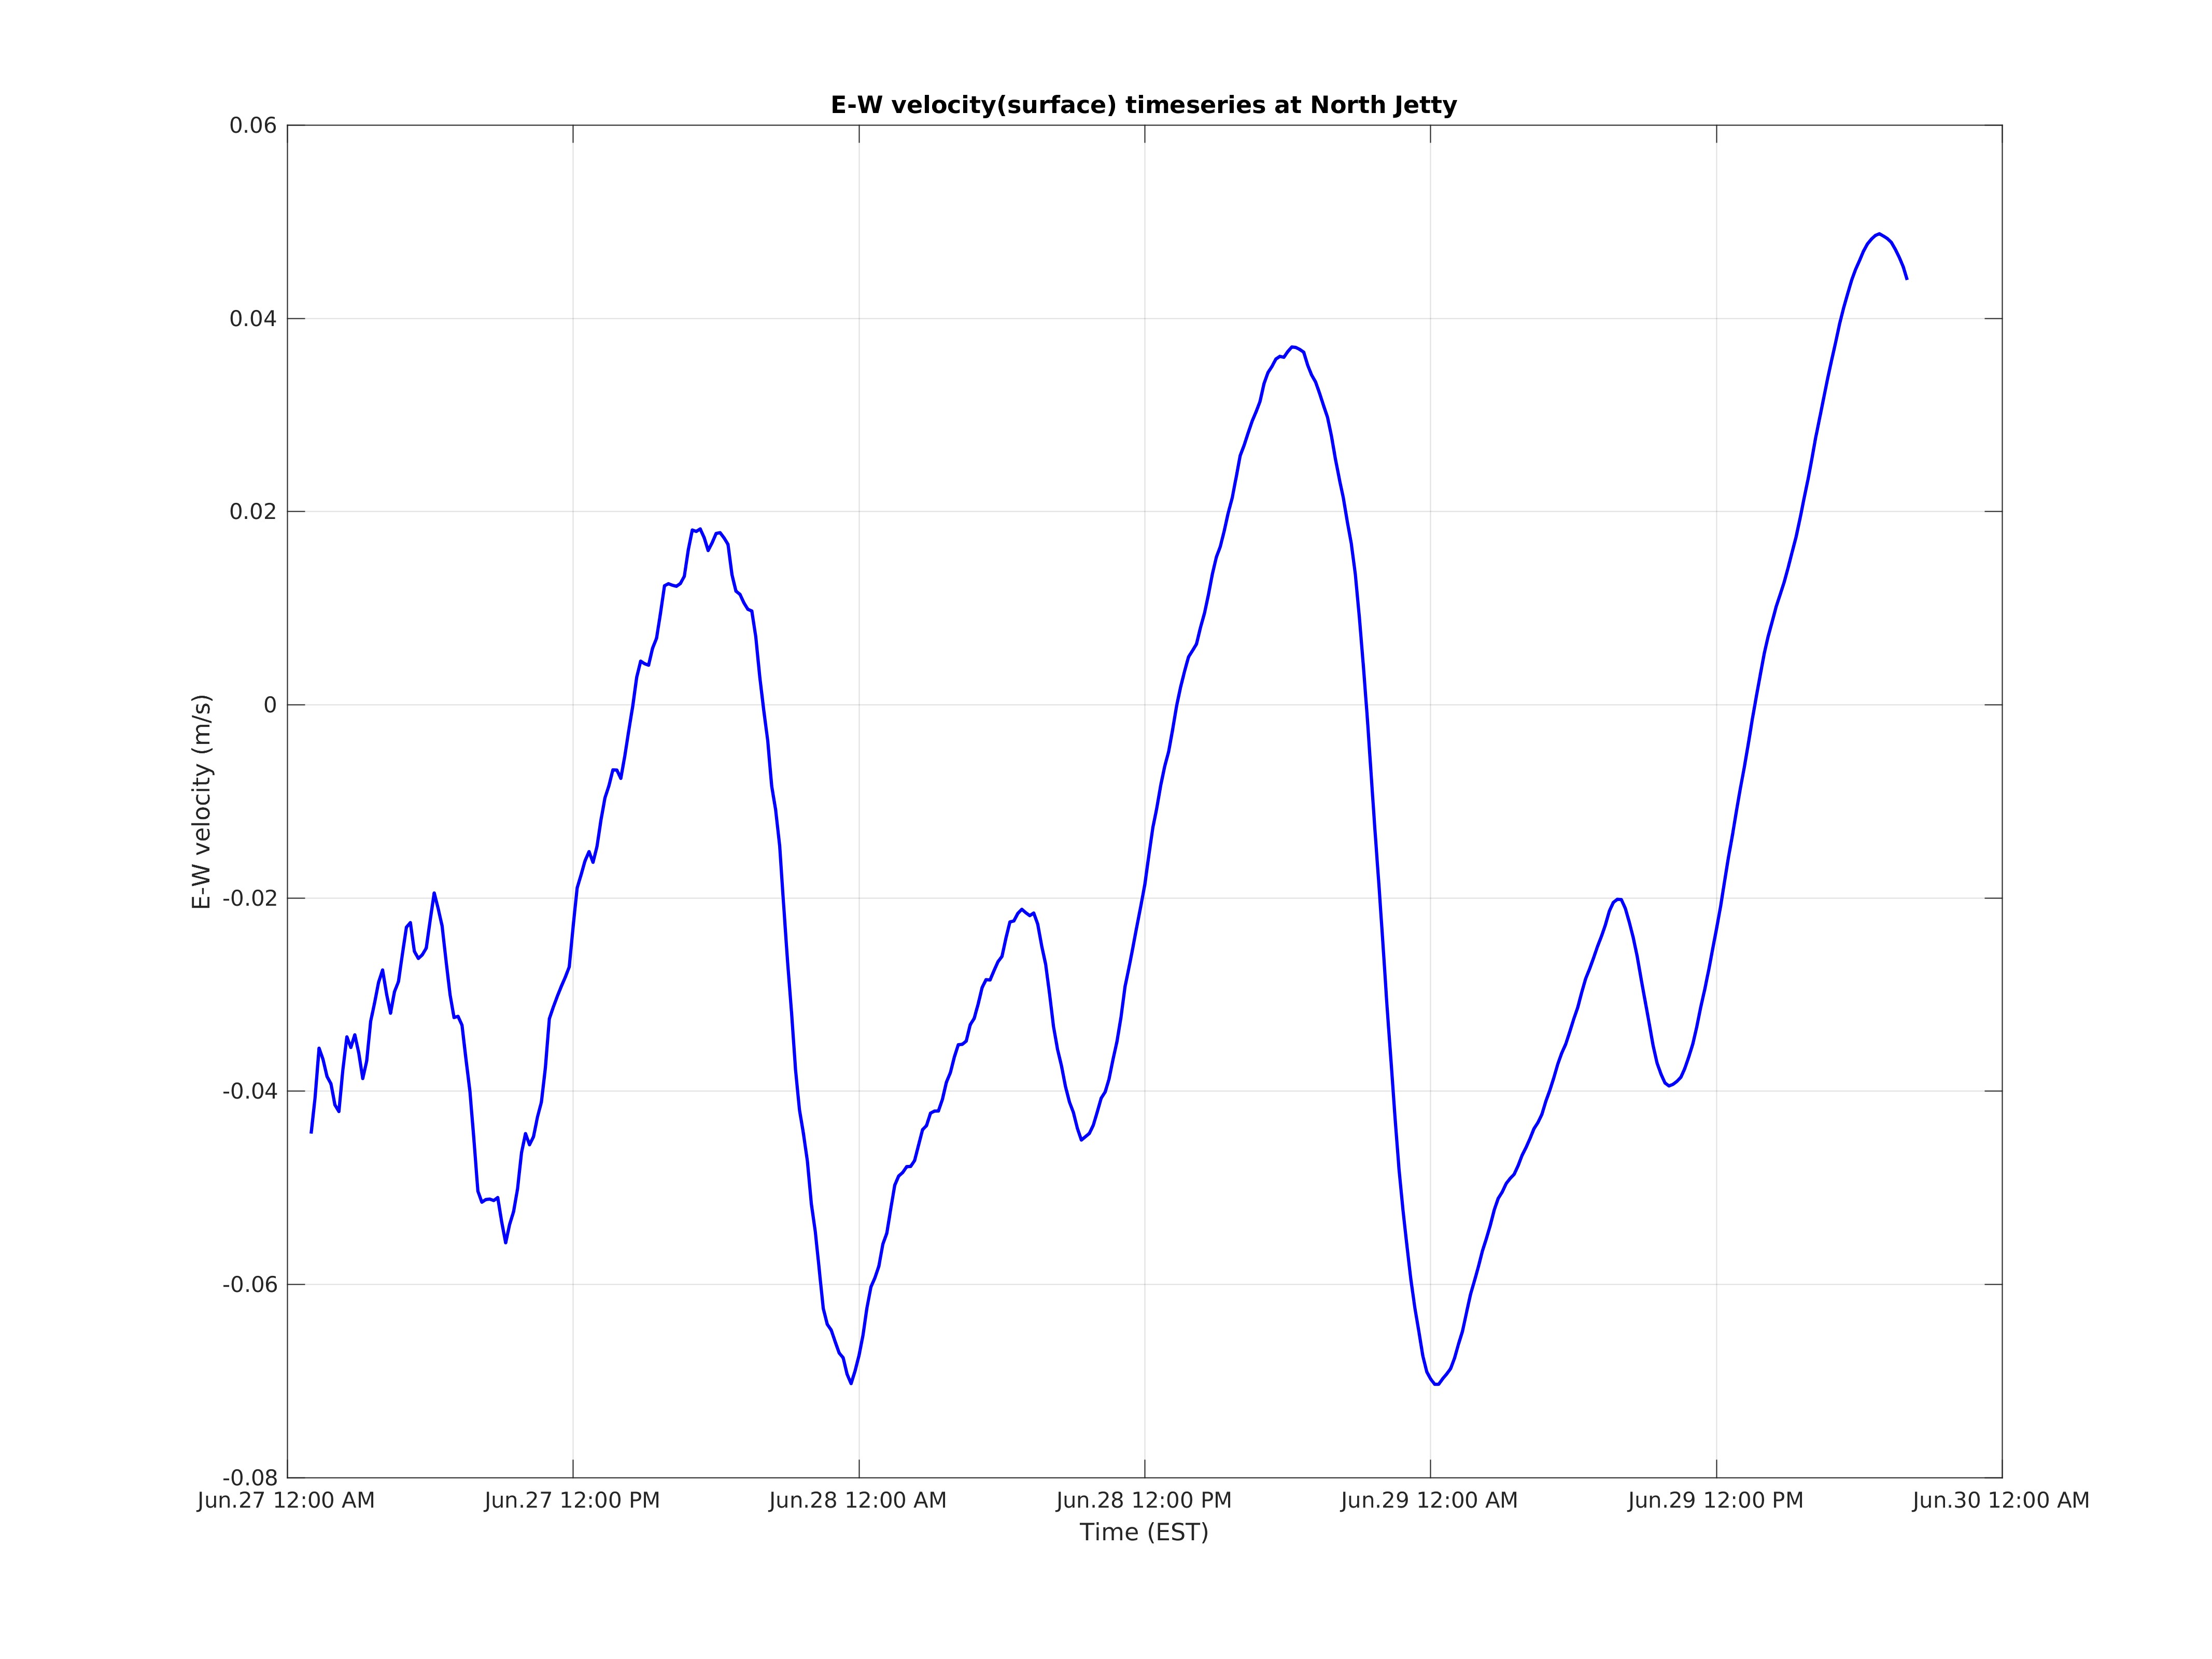 E-W velocity(surface) timeseries at North Jetty
0.06
0.04
0.02
0
-0.02
-0.04
-0.06
-0.08
E-W velocity (m/s)
Jun.27 12:00 AM
Jun.27 12:00 PM
Jun.28 12:00 AM
Jun.28 12:00 PM
Jun.29 12:00 AM
Jun.29 12:00 PM
Jun.30 12:00 AM
Time (EST)